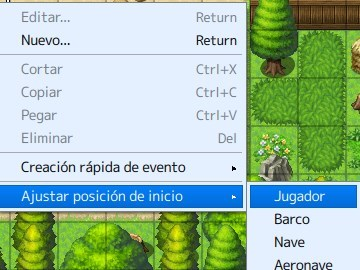 Editar... Return
Nuevo... Return
Cortar Ctrl+X
Copiar Ctrl+C
Pegar Ctrl+V
Eliminar Del
Creación rápida de evento
Ajustar posición de inicio
Jugador
Barco
Nave
Aeronave